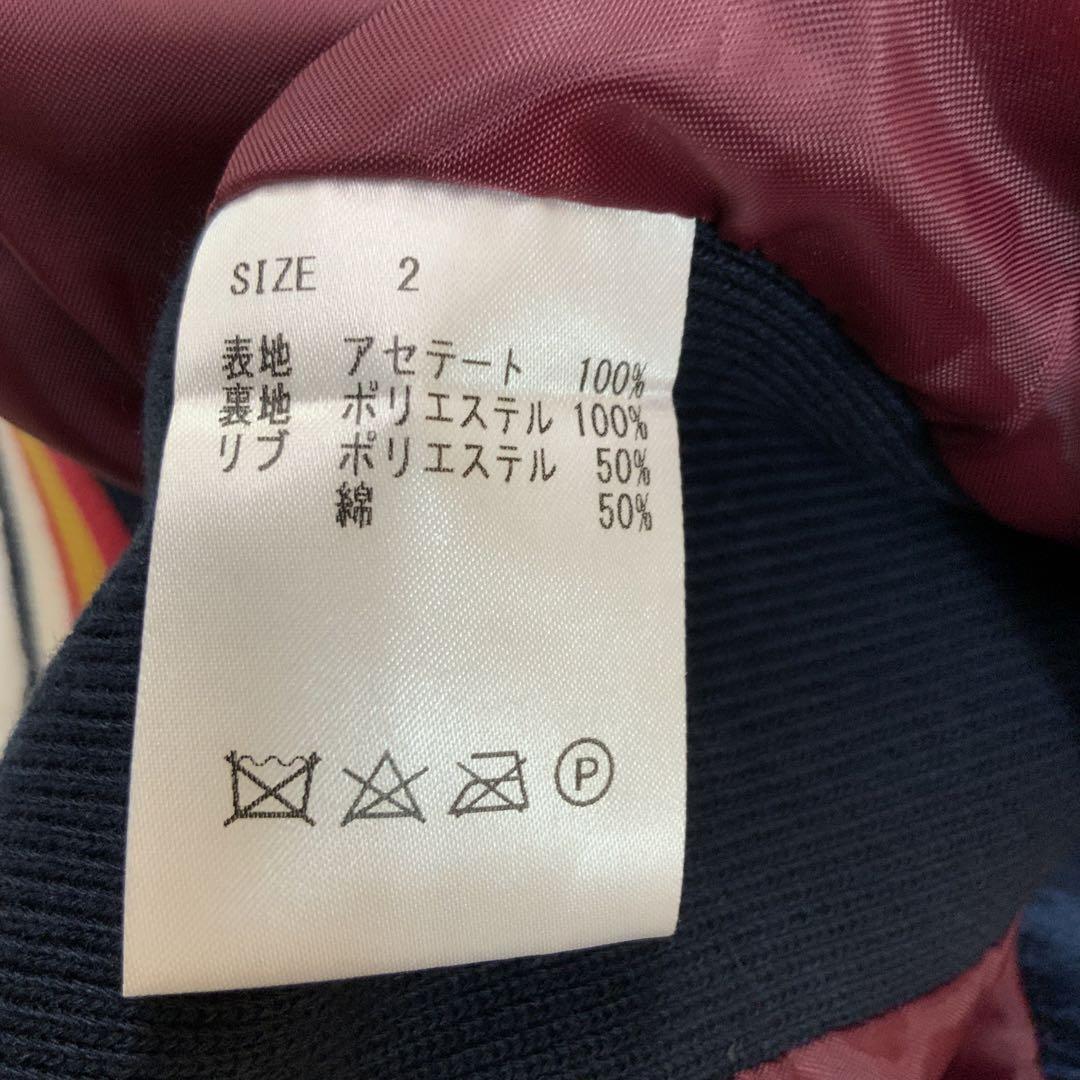 SIZE 2
表地 アセテート 100%
裏地 ポリエステル 100%
リブ ポリエステル 50%
綿 50%
P